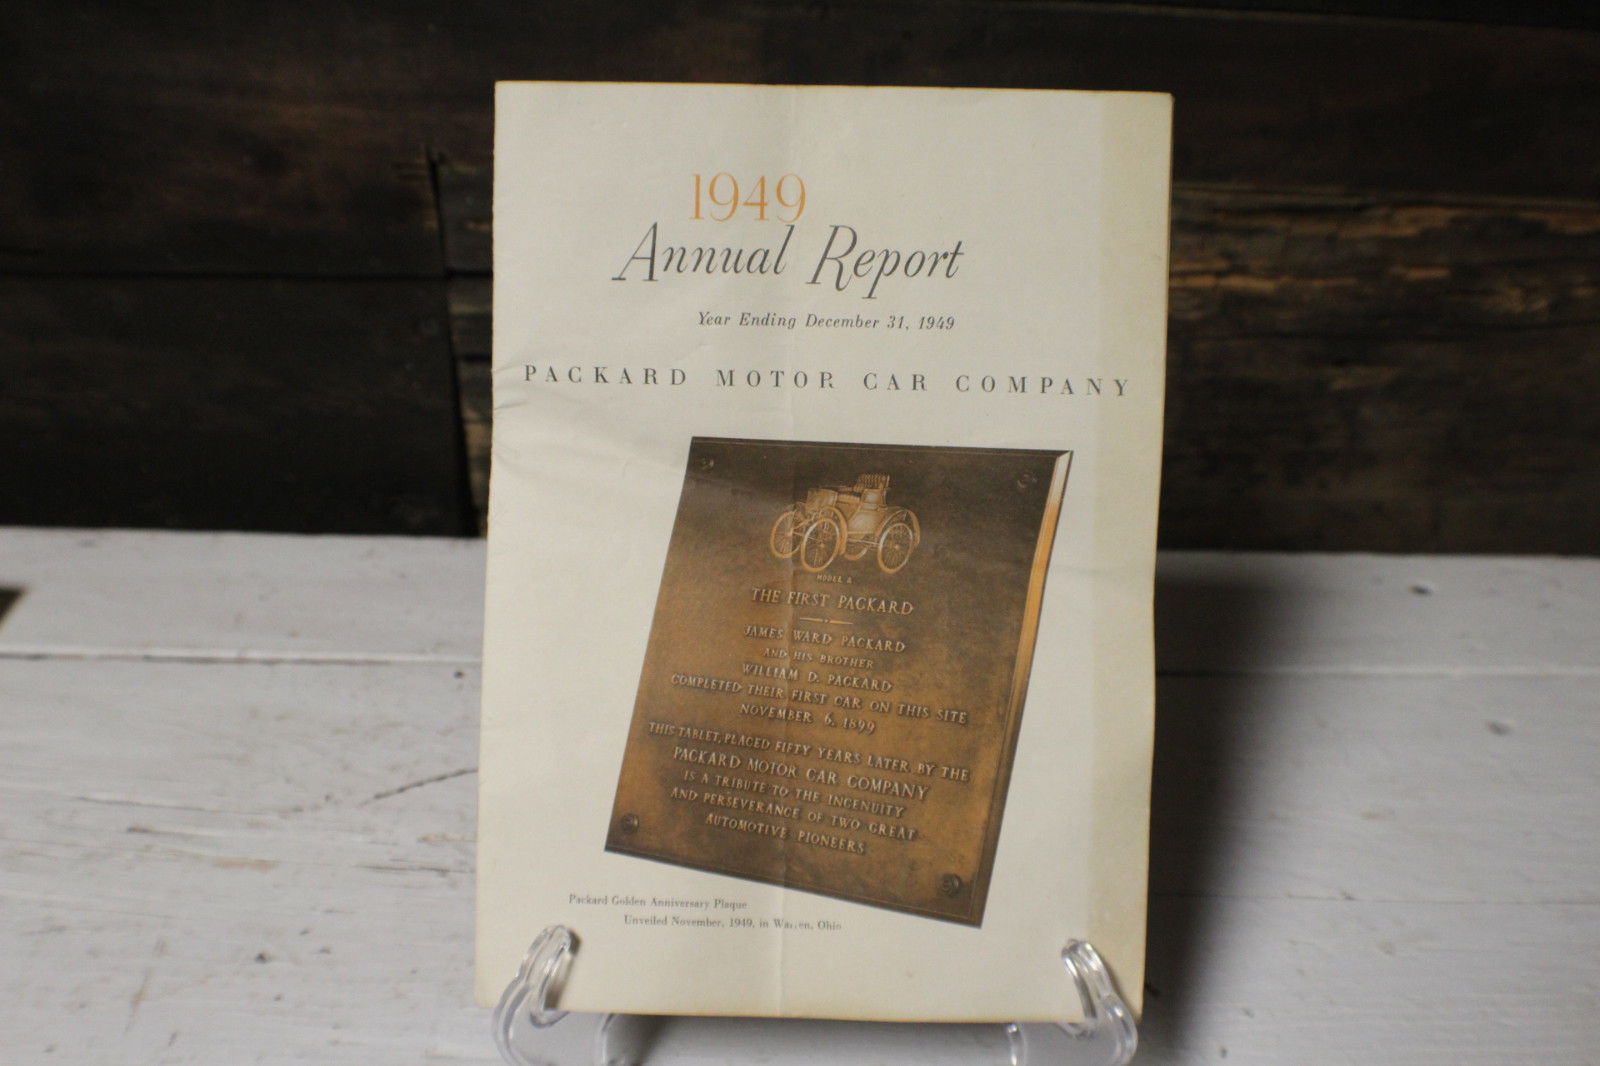 1949
Annual Report
Year Ending December 31, 1949
PACKARD MOTOR CAR COMPANY
MODEL A
THE FIRST PACKARD
JAMES WARD PACKARD
AND HIS BROTHER
WILLIAM D. PACKARD
COMPLETED THEIR FIRST CAR ON THIS SITE
NOVEMBER 6, 1899
THIS TABLET, PLACED FIFTY YEARS LATER, BY THE
PACKARD MOTOR CAR COMPANY
IS A TRIBUTE TO THE INGENUITY
AND PERSEVERANCE OF TWO GREAT
AUTOMOTIVE PIONEERS
Packard Golden Anniversary Plaque
Unveiled November, 1949, in Warren, Ohio